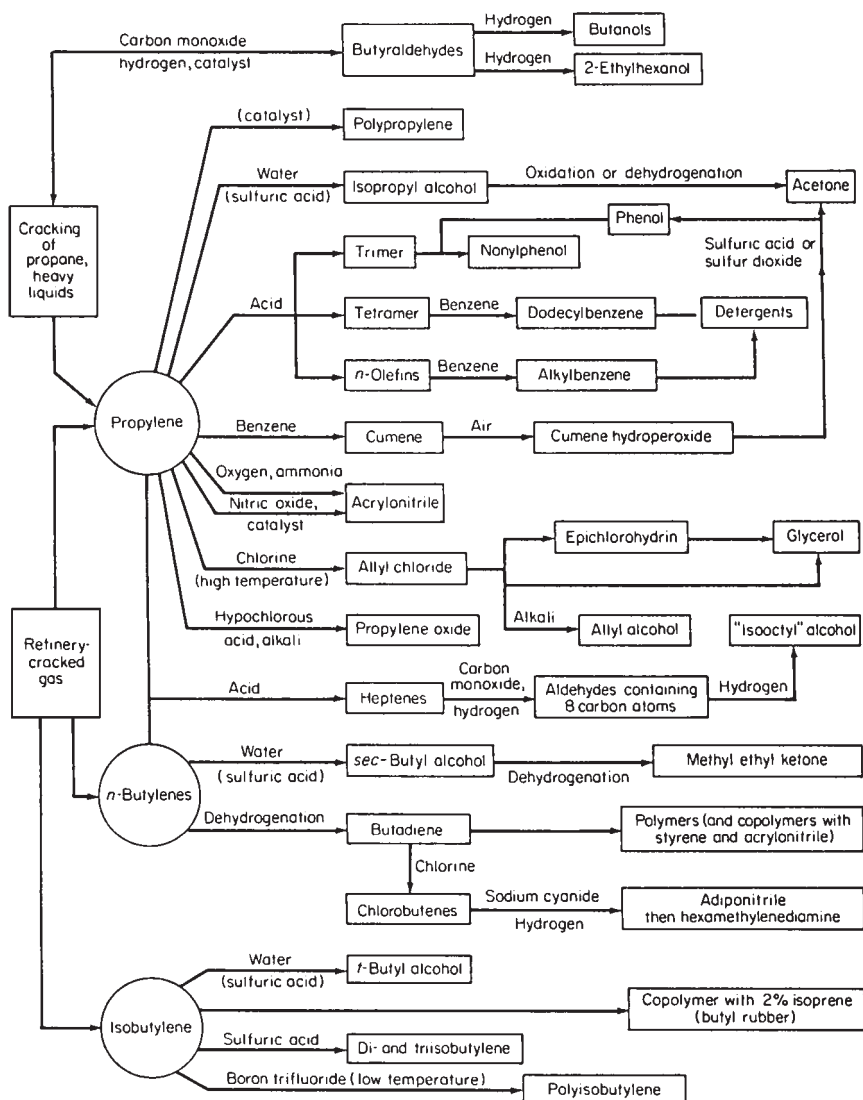 Carbon monoxide
hydrogen, catalyst
Butyraldehydes
Hydrogen
Butanols
Hydrogen
2-Ethylhexanol
(catalyst)
Polypropylene
Water
(sulfuric acid)
Isopropyl alcohol
Oxidation or dehydrogenation
Acetone
Cracking
of
propane,
heavy
liquids
Phenol
Trimer
Nonylphenol
Sulfuric acid or
sulfur dioxide
Acid
Tetramer
Benzene
Dodecylbenzene
Detergents
n-Olefins
Benzene
Alkylbenzene
Propylene
Benzene
Cumene
Air
Cumene hydroperoxide
Oxygen, ammonia
Nitric oxide,
catalyst
Acrylonitrile
Chlorine
(high temperature)
Allyl chloride
Epichlorohydrin
Glycerol
Hypochlorous
acid, alkali
Propylene oxide
Alkali
Allyl alcohol
"Isooctyl" alcohol
Refinery-
cracked
gas
Acid
Heptenes
Carbon
monoxide,
hydrogen
Aldehydes containing
8 carbon atoms
Hydrogen
n-Butylenes
Water
(sulfuric acid)
sec-Butyl alcohol
Dehydrogenation
Methyl ethyl ketone
Dehydrogenation
Butadiene
Polymers (and copolymers with
styrene and acrylonitrile)
Chlorine
Chlorobutenes
Sodium cyanide
Hydrogen
Adiponitrile
then hexamethylenediamine
Water
(sulfuric acid)
t-Butyl alcohol
Isobutylene
Copolymer with 2% isoprene
(butyl rubber)
Sulfuric acid
Di- and triisobutylene
Boron trifluoride (low temperature)
Polyisobutylene